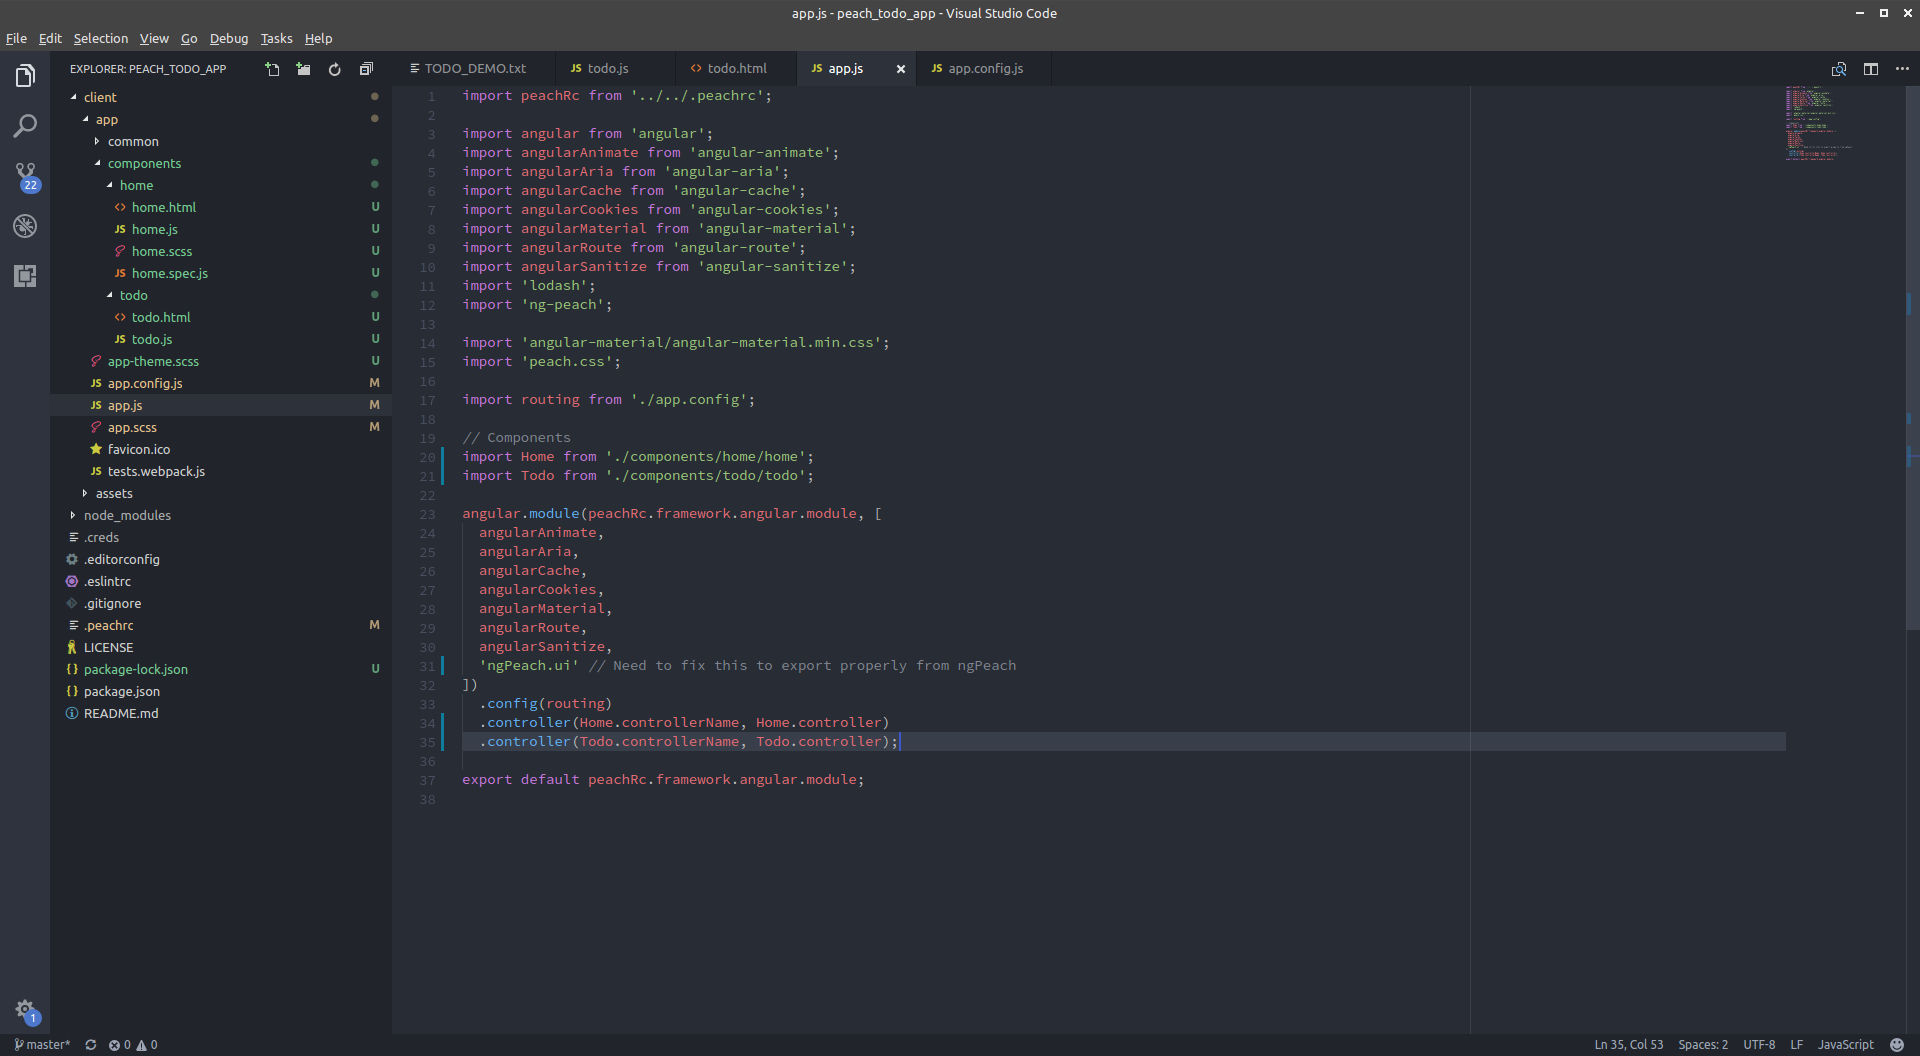 app.js - peach_todo_app - Visual Studio Code
File Edit Selection View Go Debug Tasks Help
EXPLORER: PEACH_TODO_APP
TODO_DEMO.txt
JS todo.js
<> todo.html
JS app.js
JS app.config.js
client
app
common
components
home
<> home.html U
JS home.js U
home.scss U
JS home.spec.js U
todo
<> todo.html U
JS todo.js U
app-theme.scss U
JS app.config.js M
JS app.js M
app.scss M
favicon.ico
JS tests.webpack.js
assets
node_modules
.creds
.editorconfig
.eslintrc
.gitignore
.peachrc M
LICENSE
{} package-lock.json U
{} package.json
README.md
22
1
1 import peachRc from '../../.peachrc';
2
3 import angular from 'angular';
4 import angularAnimate from 'angular-animate';
5 import angularAria from 'angular-aria';
6 import angularCache from 'angular-cache';
7 import angularCookies from 'angular-cookies';
8 import angularMaterial from 'angular-material';
9 import angularRoute from 'angular-route';
10 import angularSanitize from 'angular-sanitize';
11 import 'lodash';
12 import 'ng-peach';
13
14 import 'angular-material/angular-material.min.css';
15 import 'peach.css';
16
17 import routing from './app.config';
18
19 // Components
20 import Home from './components/home/home';
21 import Todo from './components/todo/todo';
22
23 angular.module(peachRc.framework.angular.module, [
24 angularAnimate,
25 angularAria,
26 angularCache,
27 angularCookies,
28 angularMaterial,
29 angularRoute,
30 angularSanitize,
31 'ngPeach.ui' // Need to fix this to export properly from ngPeach
32 ])
33 .config(routing)
34 .controller(Home.controllerName, Home.controller)
35 .controller(Todo.controllerName, Todo.controller);
36
37 export default peachRc.framework.angular.module;
38
master* 0 0
Ln 35, Col 53 Spaces: 2 UTF-8 LF JavaScript